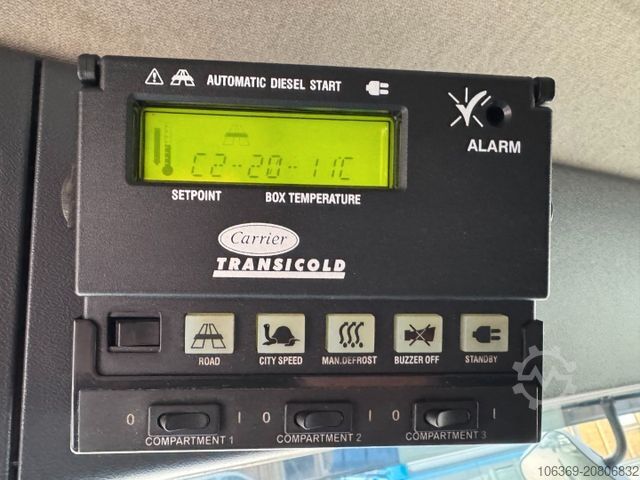 AUTOMATIC DIESEL START
ALARM
C2-20-11C
SETPOINT BOX TEMPERATURE
Carrier
TRANSICOLD
ROAD CITY SPEED MAN.DEFROST BUZZER OFF STANDBY
0 I 0 I 0 I
COMPARTMENT 1 COMPARTMENT 2 COMPARTMENT 3
106369-20806832